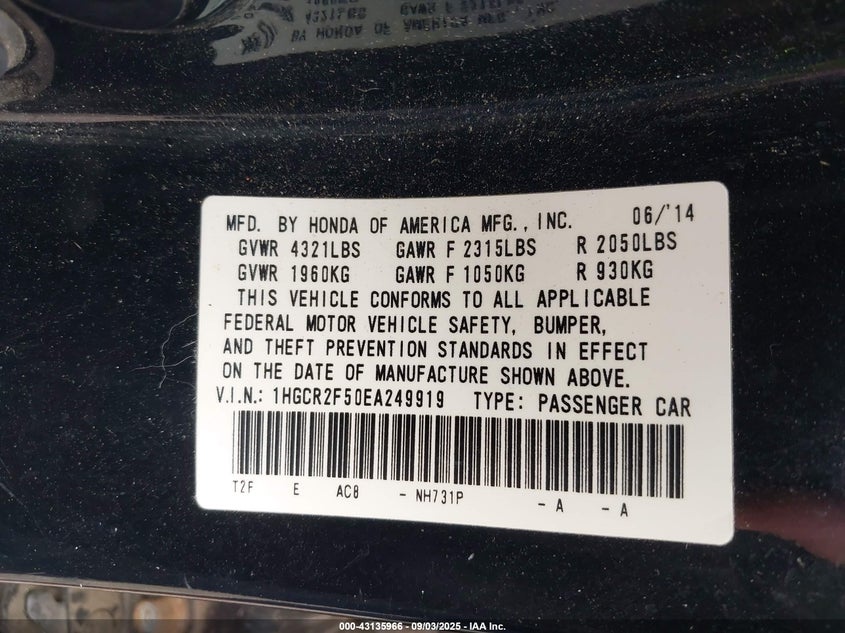 MFD. BY HONDA OF AMERICA MFG., INC. 06/'14
GVWR 4321LBS GAWR F 2315LBS R 2050LBS
GVWR 1960KG GAWR F 1050KG R 930KG
THIS VEHICLE CONFORMS TO ALL APPLICABLE
FEDERAL MOTOR VEHICLE SAFETY, BUMPER,
AND THEFT PREVENTION STANDARDS IN EFFECT
ON THE DATE OF MANUFACTURE SHOWN ABOVE.
V.I.N.: 1HGCR2F50EA249919 TYPE: PASSENGER CAR
T2F E AC8 - NH731P - A - A
000-43135966 - 09/03/2025 - IAA Inc.